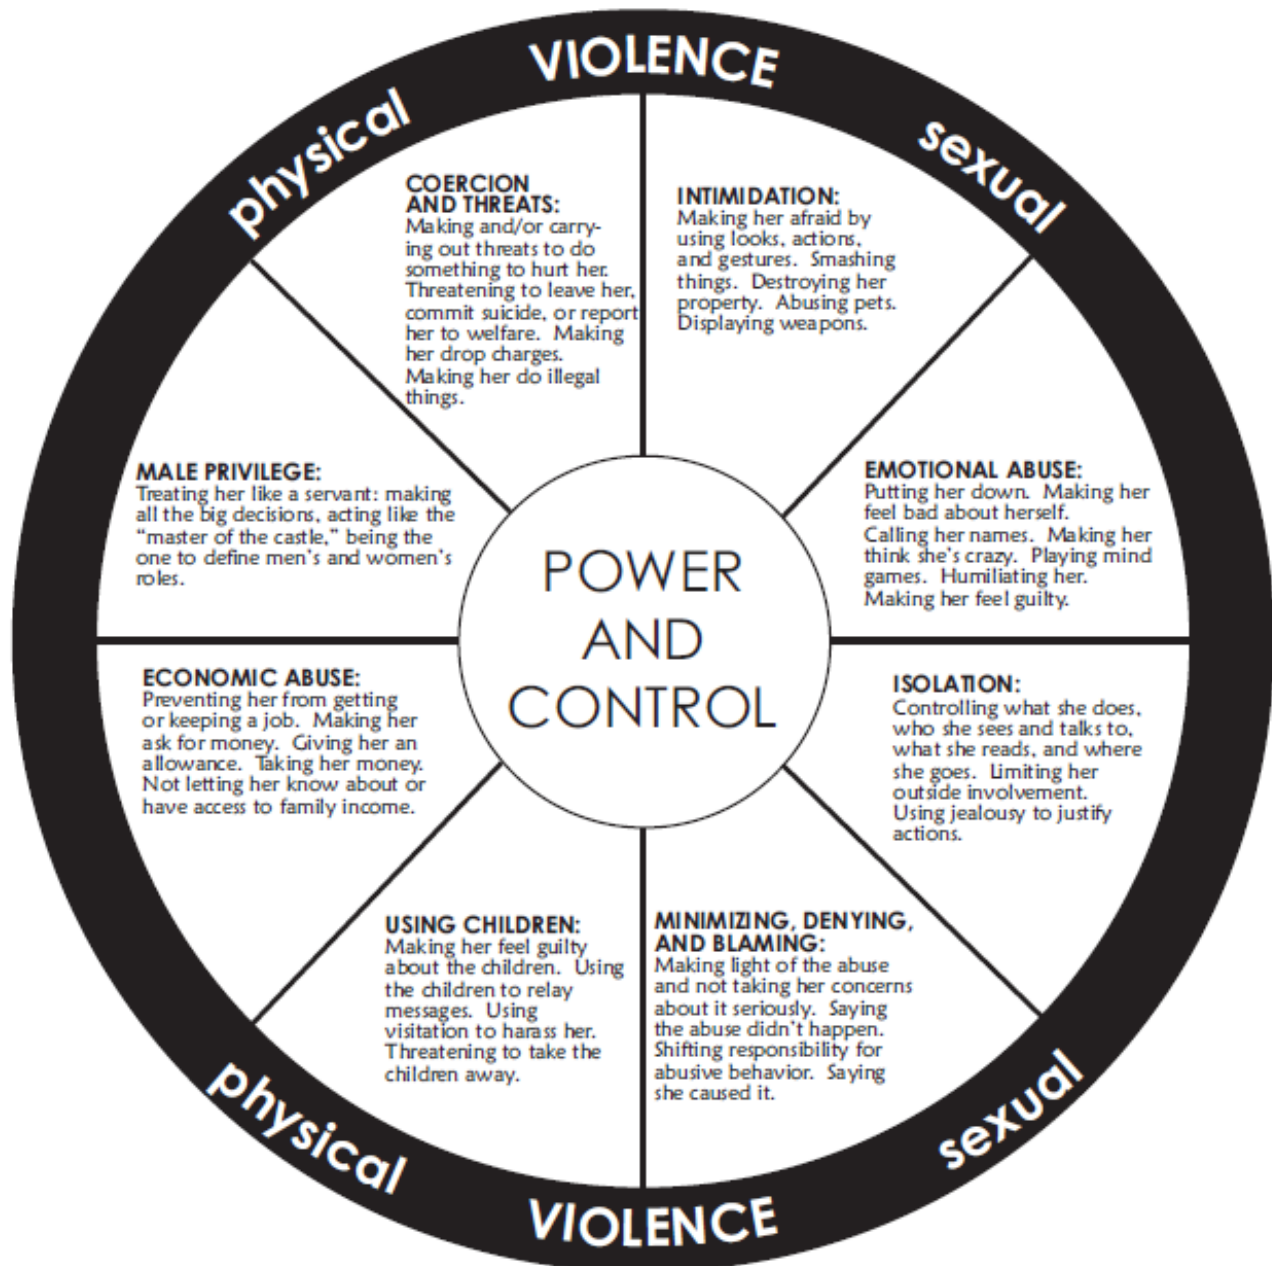 VIOLENCE
physical
sexual
COERCION
AND THREATS:
Making and/or carry-
ing out threats to do
something to hurt her.
Threatening to leave her,
commit suicide, or report
her to welfare.  Making
her drop charges.
Making her do illegal
things.
INTIMIDATION:
Making her afraid by
using looks, actions,
and gestures.  Smashing
things.  Destroying her
property.  Abusing pets.
Displaying weapons.
MALE PRIVILEGE:
Treating her like a servant: making
all the big decisions, acting like the
“master of the castle,” being the
one to define men’s and women’s
roles.
EMOTIONAL ABUSE:
Putting her down.  Making her
feel bad about herself.
Calling her names.  Making her
think she’s crazy.  Playing mind
games.  Humiliating her.
Making her feel guilty.
POWER
AND
CONTROL
ECONOMIC ABUSE:
Preventing her from getting
or keeping a job.  Making her
ask for money.  Giving her an
allowance.  Taking her money.
Not letting her know about or
have access to family income.
ISOLATION:
Controlling what she does,
who she sees and talks to,
what she reads, and where
she goes.  Limiting her
outside involvement.
Using jealousy to justify
actions.
USING CHILDREN:
Making her feel guilty
about the children.  Using
the children to relay
messages.  Using
visitation to harass her.
Threatening to take the
children away.
MINIMIZING, DENYING,
AND BLAMING:
Making light of the abuse
and not taking her concerns
about it seriously.  Saying
the abuse didn’t happen.
Shifting responsibility for
abusive behavior.  Saying
she caused it.
physical
sexual
VIOLENCE